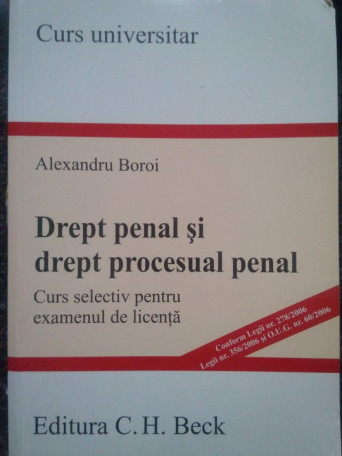 Curs universitar
Alexandru Boroi
Drept penal şi
drept procesual penal
Curs selectiv pentru
examenul de licenţă
Conform Legii nr. 278/2006
Legii nr. 356/2006 şi O.U.G. nr. 60/2006
Editura C. H. Beck